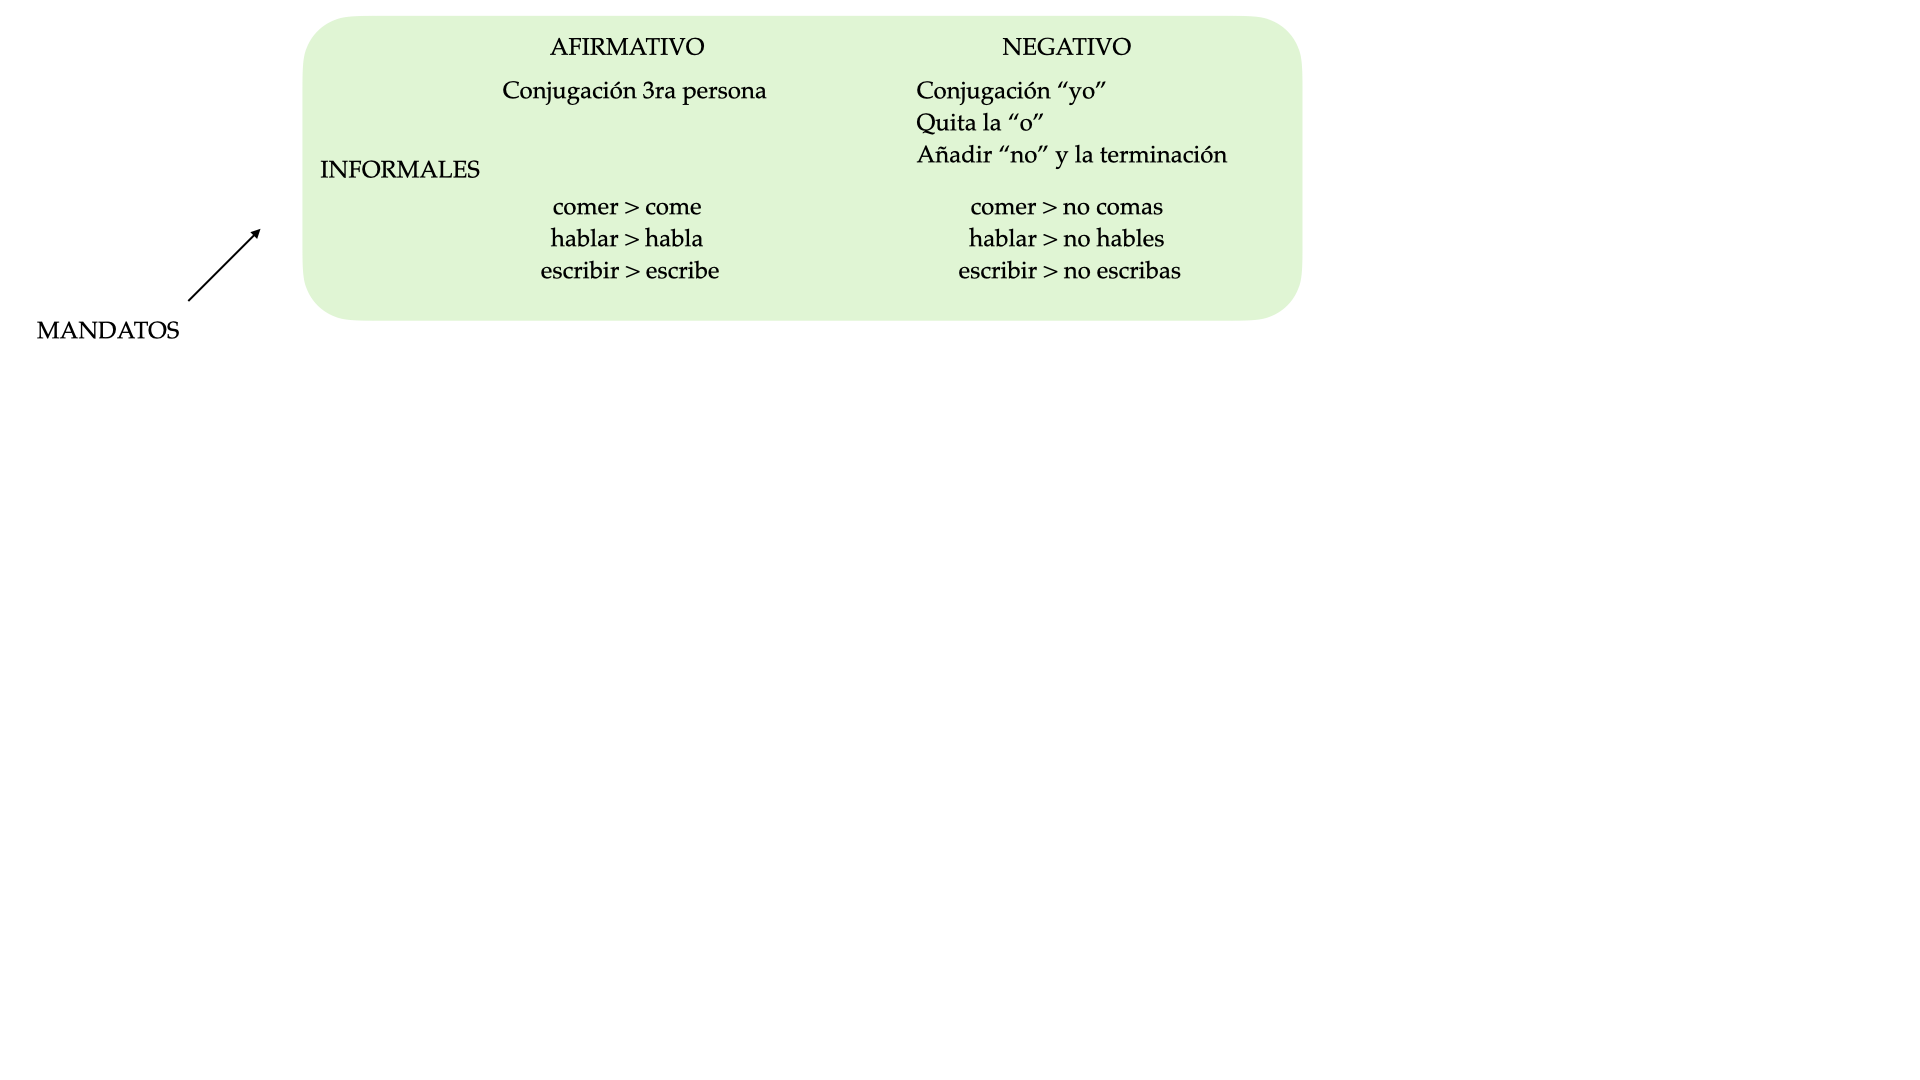 AFIRMATIVO
NEGATIVO
Conjugación 3ra persona
Conjugación “yo”
Quita la “o”
Añadir “no” y la terminación
INFORMALES
comer > come
hablar > habla
escribir > escribe
comer > no comas
hablar > no hables
escribir > no escribas
MANDATOS